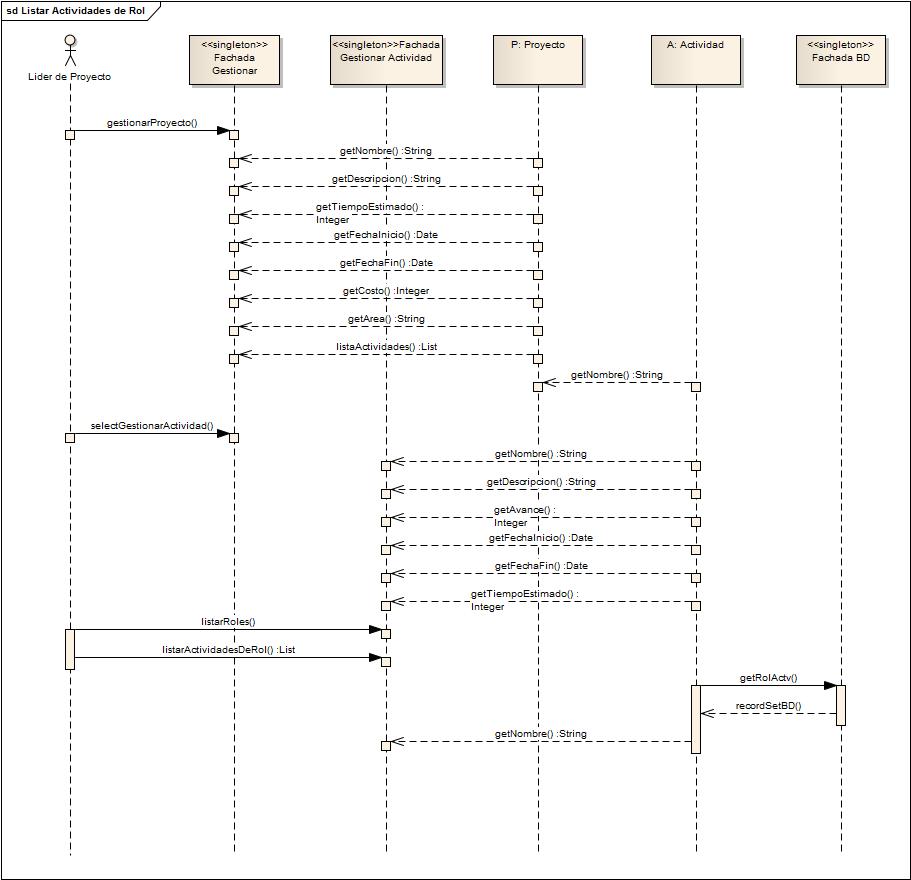 sd Listar Actividades de Rol
Lider de Proyecto
<<singleton>>
Fachada
Gestionar
<<singleton>>Fachada
Gestionar Actividad
P: Proyecto
A: Actividad
<<singleton>>
Fachada BD
gestionarProyecto()
getNombre() :String
getDescripcion() :String
getTiempoEstimado() :
Integer
getFechaInicio() :Date
getFechaFin() :Date
getCosto() :Integer
getArea() :String
listaActividades() :List
getNombre() :String
selectGestionarActividad()
getNombre() :String
getDescripcion() :String
getAvance() :
Integer
getFechaInicio() :Date
getFechaFin() :Date
getTiempoEstimado() :
Integer
listarRoles()
listarActividadesDeRol() :List
getRolActv()
recordSetBD()
getNombre() :String